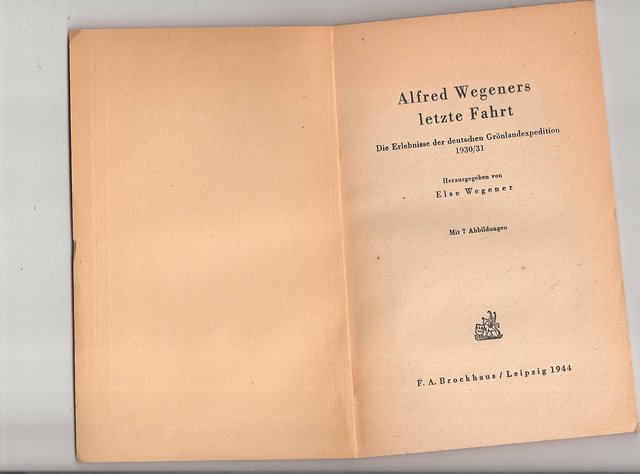 Alfred Wegeners
letzte Fahrt
Die Erlebnisse der deutschen Grönlandexpedition
1930/31
Herausgegeben von
Else Wegener
Mit 7 Abbildungen
F. A. Brockhaus / Leipzig 1944